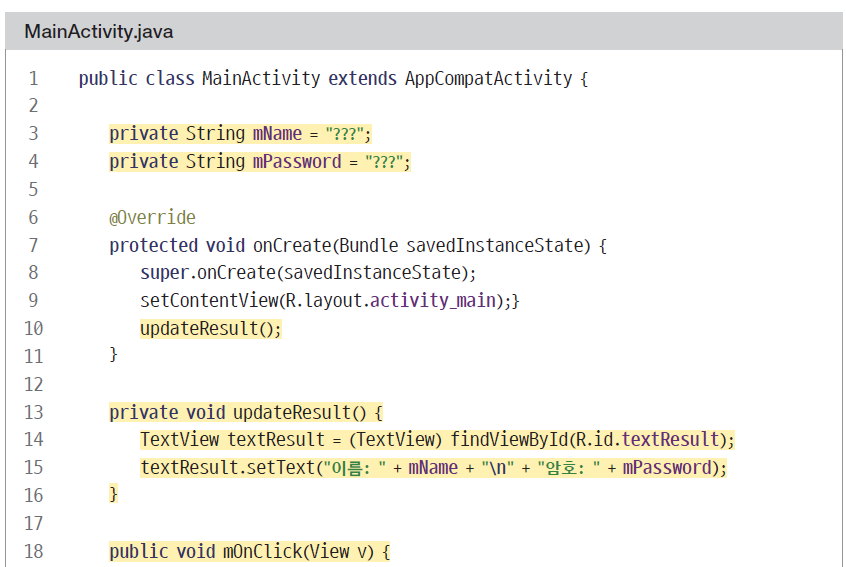 MainActivity.java
1 public class MainActivity extends AppCompatActivity {
2
3 private String mName = "???";
4 private String mPassword = "???";
5
6 @Override
7 protected void onCreate(Bundle savedInstanceState) {
8 super.onCreate(savedInstanceState);
9 setContentView(R.layout.activity_main);}
10 updateResult();
11 }
12
13 private void updateResult() {
14 TextView textResult = (TextView) findViewById(R.id.textResult);
15 textResult.setText("이름: " + mName + "\n" + "암호: " + mPassword);
16 }
17
18 public void mOnClick(View v) {